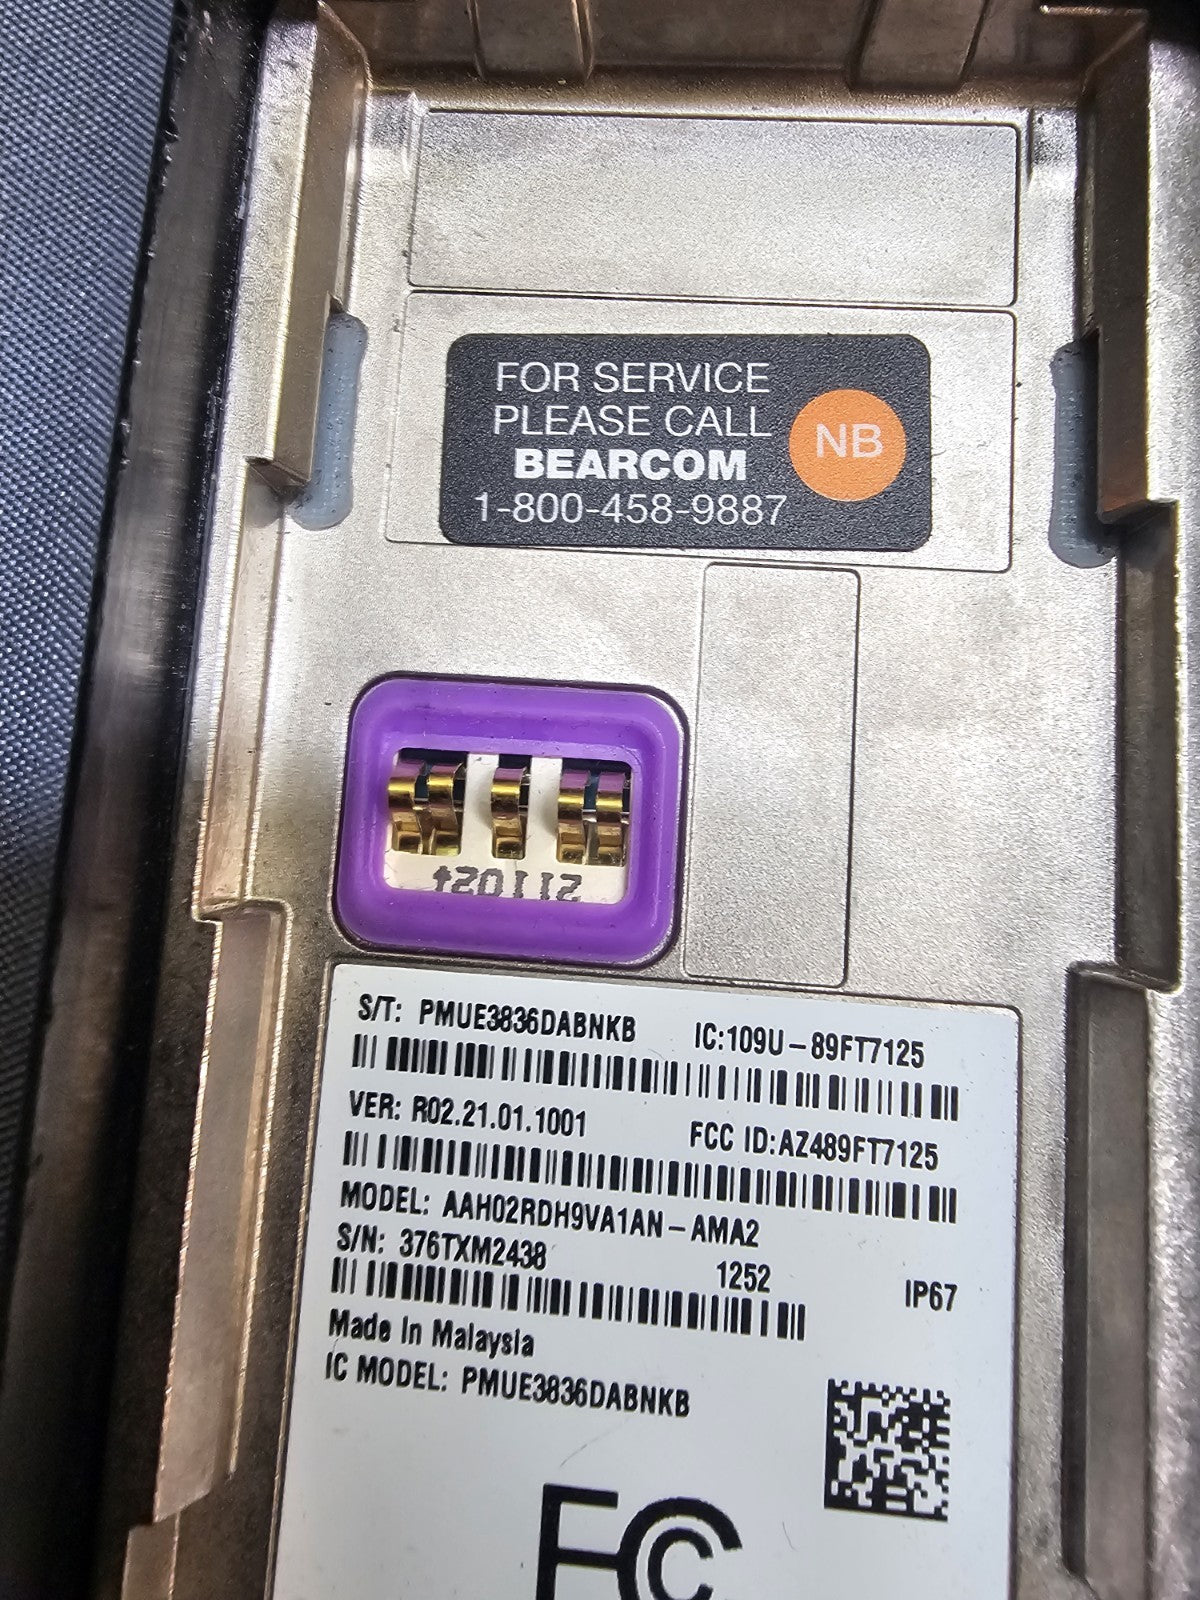 FOR SERVICE
PLEASE CALL
BEARCOM
1-800-458-9887
NB
S/T: PMUE3836DABNKB IC:109U-89FT7125
VER: R02.21.01.1001 FCC ID:AZ489FT7125
MODEL: AAH02RDH9VA1AN-AMA2
S/N: 376TXM2438 1252 IP67
Made In Malaysia
IC MODEL: PMUE3836DABNKB
FC